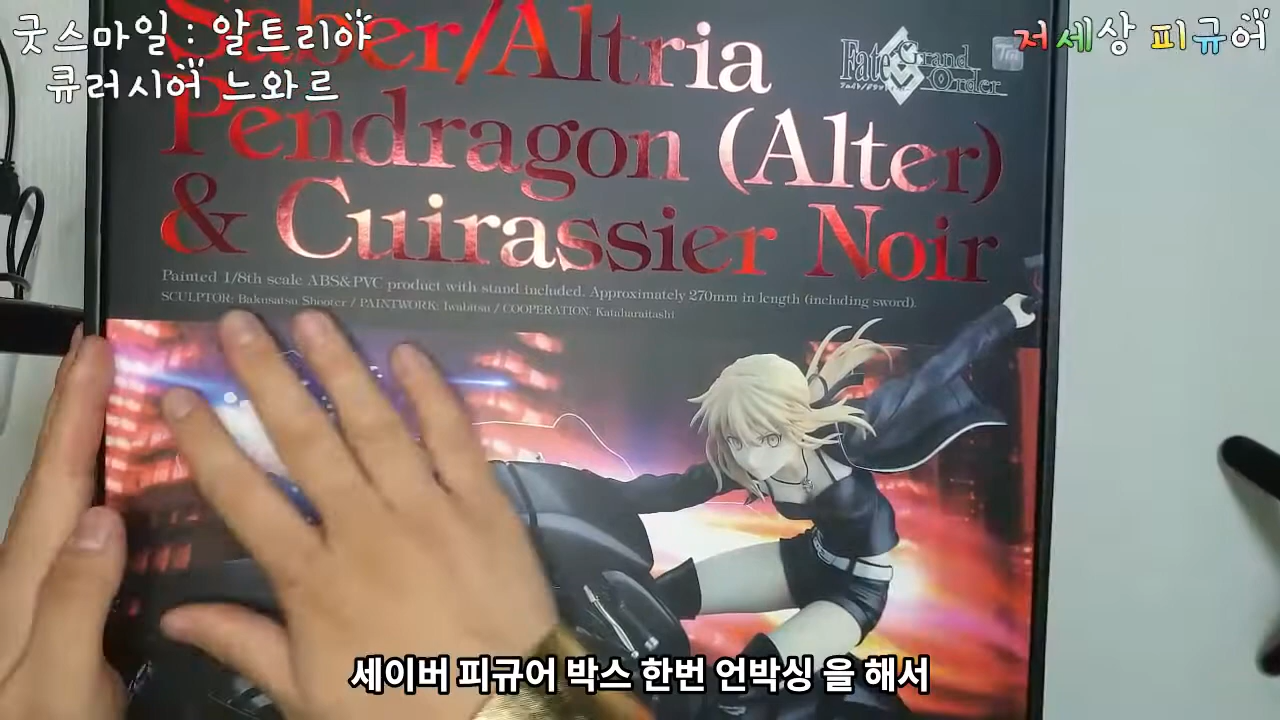 굿스마일 : 알트리아
큐러시어 느와르
저세상 피규어
Saber/Altria
Pendragon (Alter)
& Cuirassier Noir
Fate Grand Order
Painted 1/8th scale ABS&PVC product with stand included. Approximately 270mm in length (including sword).
SCULPTOR: Bakusatsu Shooter / PAINTWORK: Iwabitsu / COOPERATION: Kataharaitashi
세이버 피규어 박스 한번 언박싱 을 해서